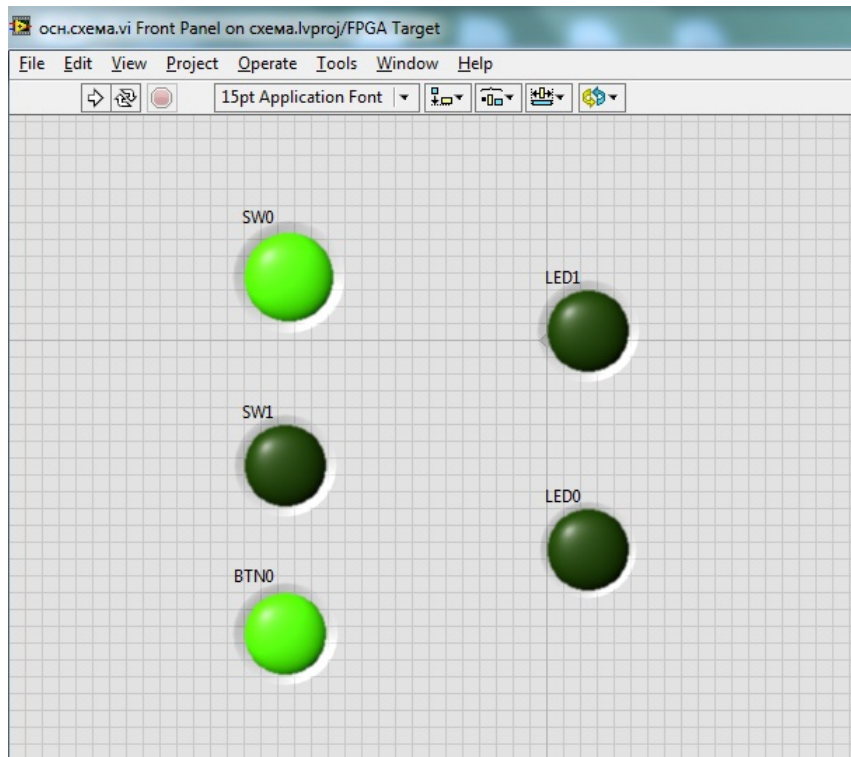 осн.схема.vi Front Panel on схема.lvproj/FPGA Target
File Edit View Project Operate Tools Window Help
15pt Application Font
SW0
LED1
SW1
LED0
BTN0